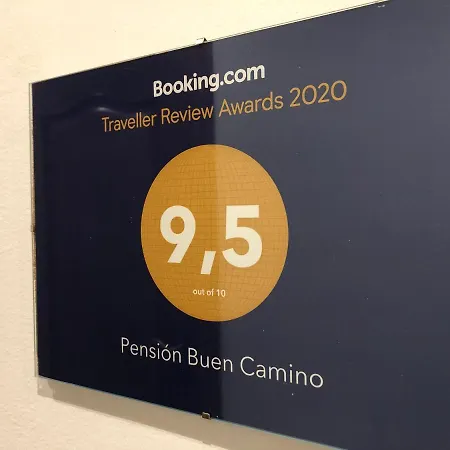 Booking.com
Traveller Review Awards 2020
9,5
out of 10
Pensión Buen Camino